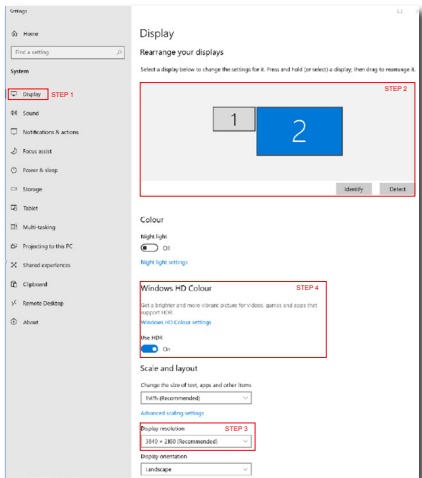 Settings
Home
Find a setting
System
Display STEP 1
Sound
Notifications & actions
Focus assist
Power & sleep
Storage
Tablet
Multi-tasking
Projecting to this PC
Shared experiences
Clipboard
Remote Desktop
About
Display
Rearrange your displays
Select a display below to change the settings for it. Press and hold (or select) a display, then drag to rearrange it.
STEP 2
1 2
Identify Detect
Colour
Night light
Off
Night light settings
Windows HD Colour STEP 4
Get a brighter and more vibrant picture for videos, games and apps that
support HDR.
Windows HD Colour settings
Use HDR
On
Scale and layout
Change the size of text, apps and other items
(Recommended)
Advanced scaling settings
Display resolution STEP 3
3840 × 2160 (Recommended)
Display orientation
Landscape